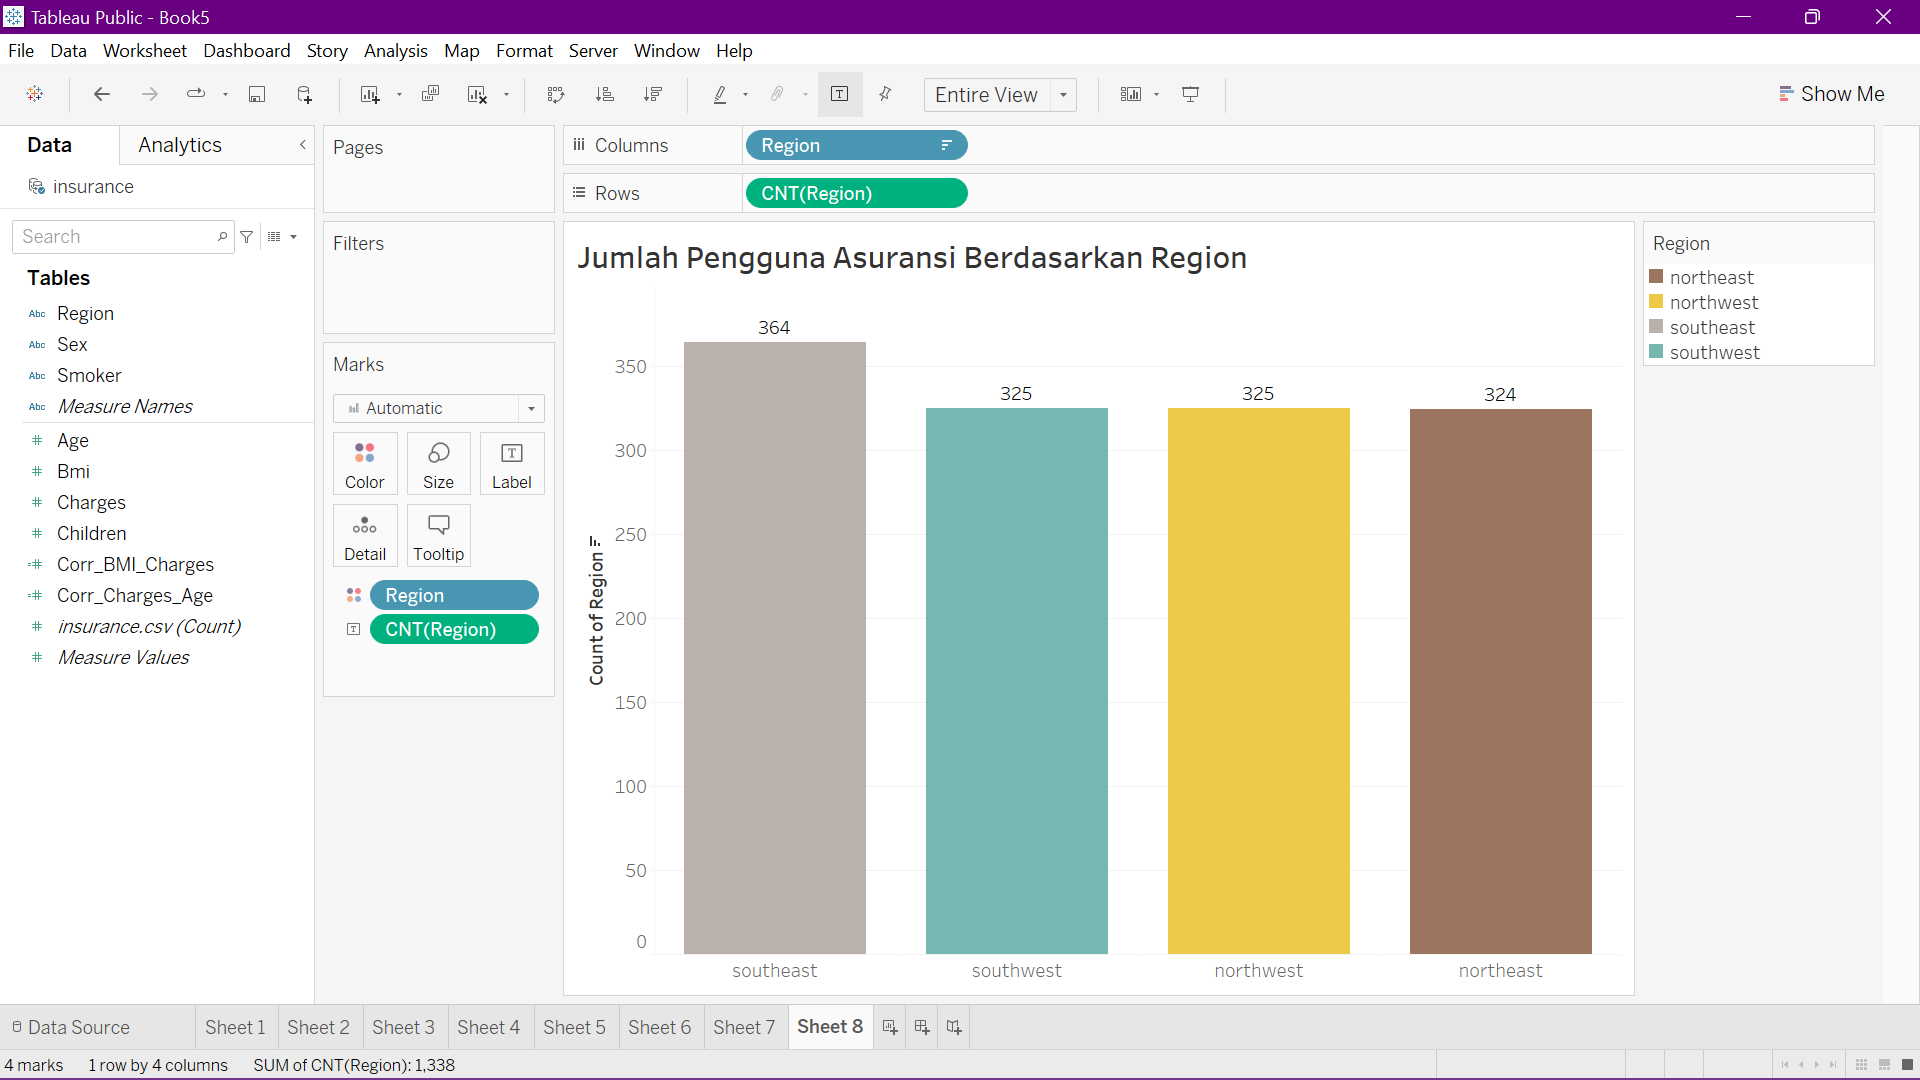 Tableau Public - Book5
File Data Worksheet Dashboard Story Analysis Map Format Server Window Help
Entire View
Show Me
Data Analytics
insurance
Search
Tables
Abc Region
Abc Sex
Abc Smoker
Abc Measure Names
# Age
# Bmi
# Charges
# Children
=# Corr_BMI_Charges
=# Corr_Charges_Age
# insurance.csv (Count)
# Measure Values
Pages
Filters
Marks
Automatic
Color Size Label
Detail Tooltip
Region
CNT(Region)
Columns Region
Rows CNT(Region)
Jumlah Pengguna Asuransi Berdasarkan Region
Count of Region
350
300
250
200
150
100
50
0
364
325
325
324
southeast southwest northwest northeast
Region
northeast
northwest
southeast
southwest
Data Source Sheet 1 Sheet 2 Sheet 3 Sheet 4 Sheet 5 Sheet 6 Sheet 7 Sheet 8
4 marks 1 row by 4 columns SUM of CNT(Region): 1,338